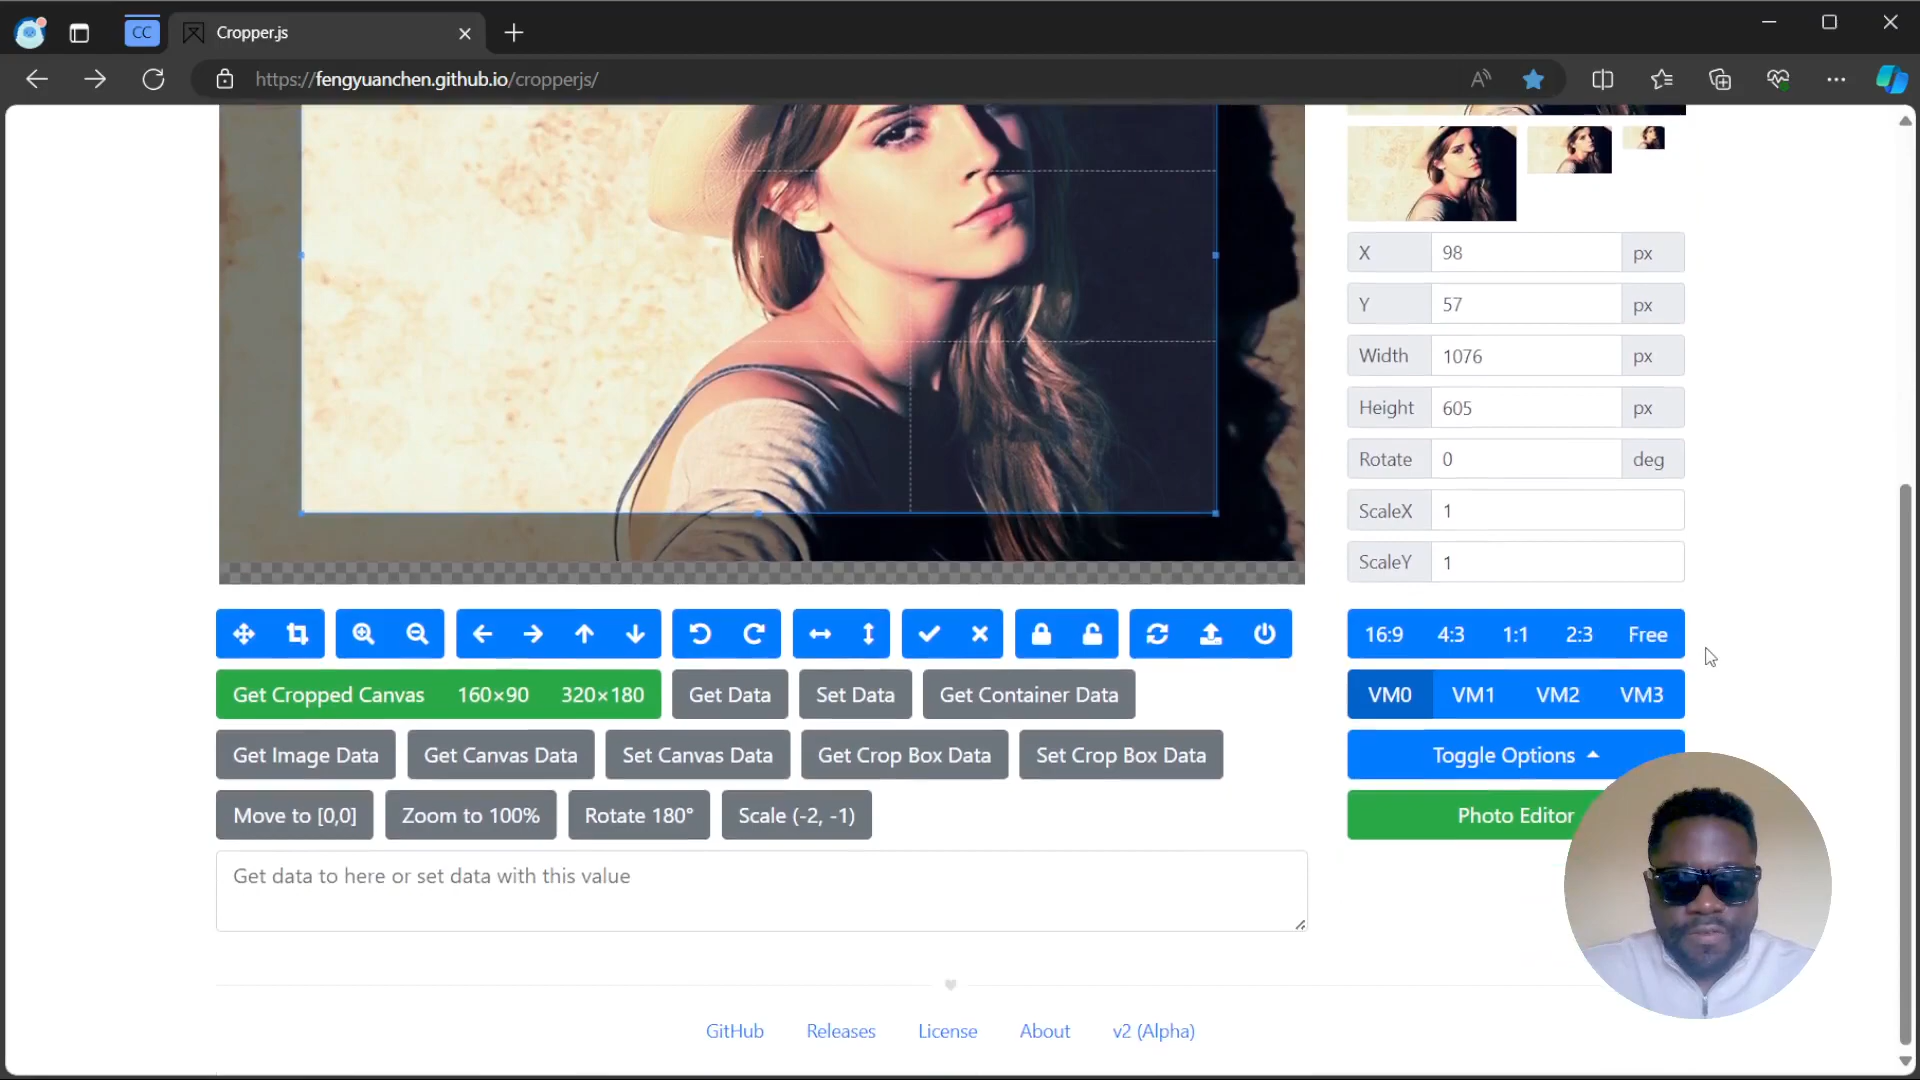 CC
Cropper.js
https://fengyuanchen.github.io/cropperjs/
X 98 px
Y 57 px
Width 1076 px
Height 605 px
Rotate 0 deg
ScaleX 1
ScaleY 1
16:9 4:3 1:1 2:3 Free
Get Cropped Canvas 160×90 320×180 Get Data Set Data Get Container Data
VM0 VM1 VM2 VM3
Get Image Data Get Canvas Data Set Canvas Data Get Crop Box Data Set Crop Box Data
Toggle Options
Move to [0,0] Zoom to 100% Rotate 180° Scale (-2, -1)
Photo Editor
Get data to here or set data with this value
GitHub Releases License About v2 (Alpha)